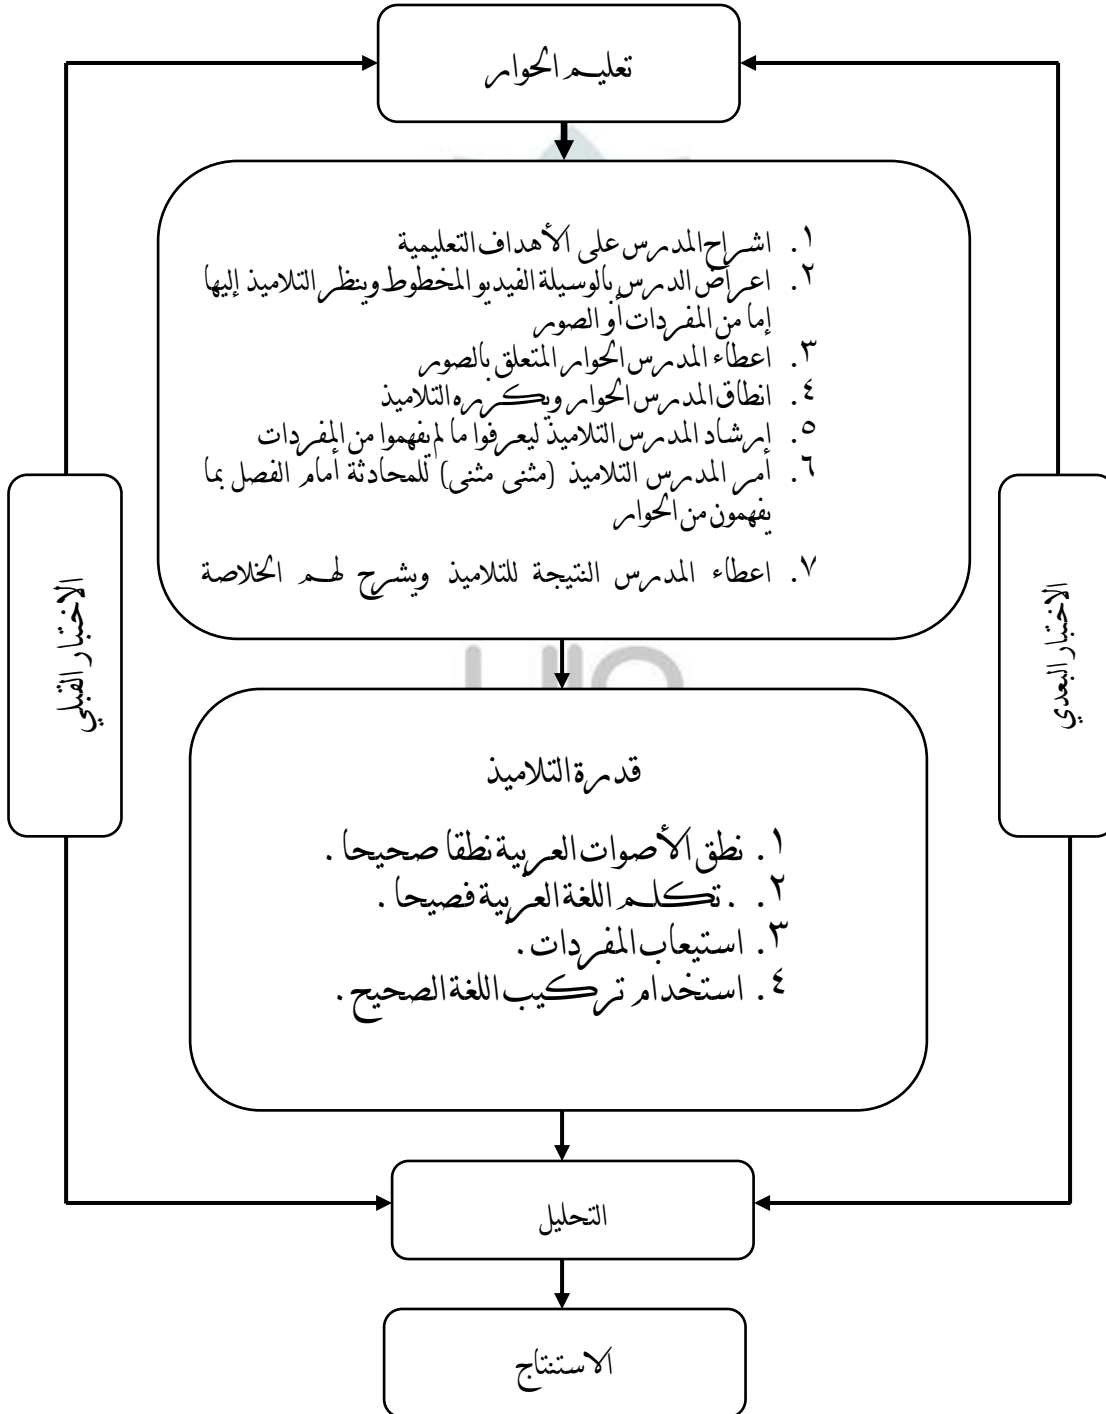 تعليم الحوار
١. اشراح المدرس على الأهداف التعليمية
٢. اعراض الدرس بالوسيلة الفيديو المخطوط وينظر التلاميذ إليها
إما من المفردات أو الصور
٣. اعطاء المدرس الحوار المتعلق بالصور
٤. انطاق المدرس الحوار ويكرره التلاميذ
٥. إرشاد المدرس التلاميذ ليعرفوا ما لم يفهموا من المفردات
٦. أمر المدرس التلاميذ (مثنى مثنى) للمحادثة أمام الفصل بما
يفهمون من الحوار
٧. اعطاء المدرس النتيجة للتلاميذ ويشرح لهم الخلاصة
الاختبار البعدي
الاختبار القبلي
قدرة التلاميذ
١. نطق الأصوات العربية نطقا صحيحا .
٢. . تكلم اللغة العربية فصيحا .
٣. استيعاب المفردات .
٤. استخدام تركيب اللغة الصحيح .
التحليل
الاستنتاج